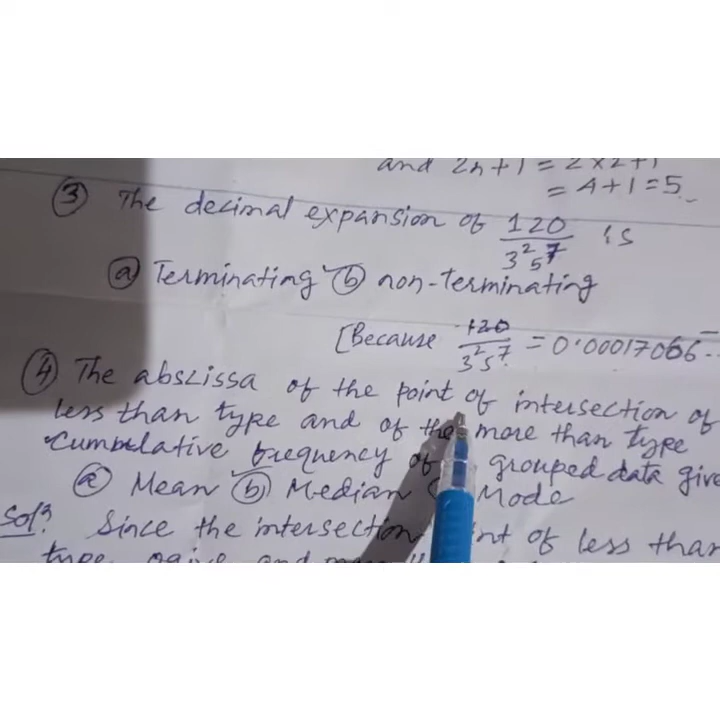 and 2n+1 = 2×2+1
= 4+1=5
③ The decimal expansion of 120/3²5⁷ is
ⓐ Terminating ⓑ non-terminating
[Because 120/3²5⁷ = 0.00017066...
④ The abscissa of the point of intersection of
less than type and of the more than type
Cumulative frequency of grouped data give
ⓐ Mean ⓑ Median Mode
Since the intersection of less than